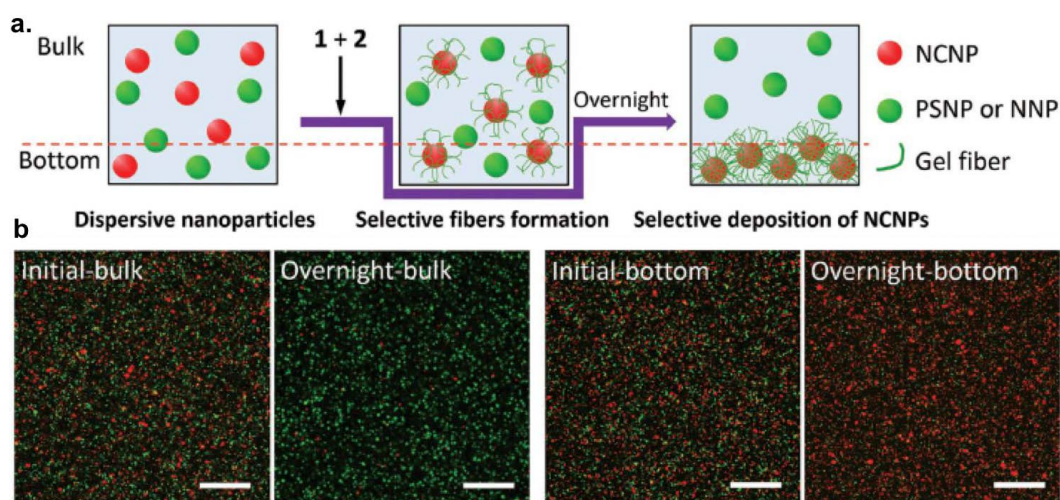 a.
Bulk
Bottom
1 + 2
Overnight
NCNP
PSNP or NNP
Gel fiber
Dispersive nanoparticles
Selective fibers formation
Selective deposition of NCNPs
b
Initial-bulk
Overnight-bulk
Initial-bottom
Overnight-bottom